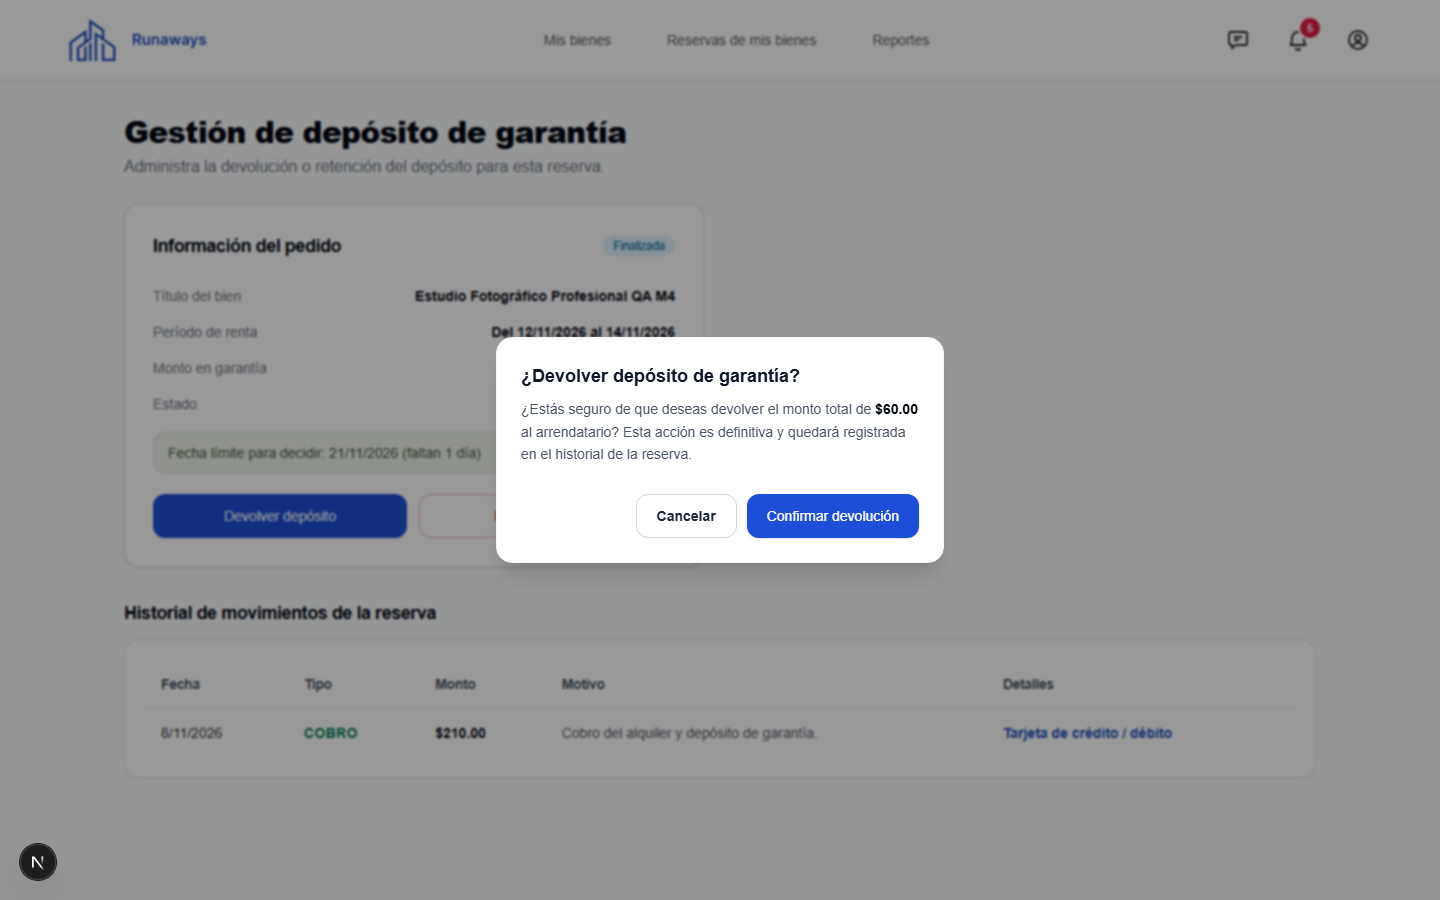 Runaways
Mis bienes
Reservas de mis bienes
Reportes
5
Gestión de depósito de garantía
Administra la devolución o retención del depósito para esta reserva.
Información del pedido
Finalizada
Título del bien
Estudio Fotográfico Profesional QA M4
Período de renta
Del 12/11/2026 al 14/11/2026
Monto en garantía
Estado
Fecha límite para decidir: 21/11/2026 (faltan 1 día)
Devolver depósito
¿Devolver depósito de garantía?
¿Estás seguro de que deseas devolver el monto total de $60.00
al arrendatario? Esta acción es definitiva y quedará registrada
en el historial de la reserva.
Cancelar
Confirmar devolución
Historial de movimientos de la reserva
Fecha
Tipo
Monto
Motivo
Detalles
8/11/2026
COBRO
$210.00
Cobro del alquiler y depósito de garantía.
Tarjeta de crédito / débito
N